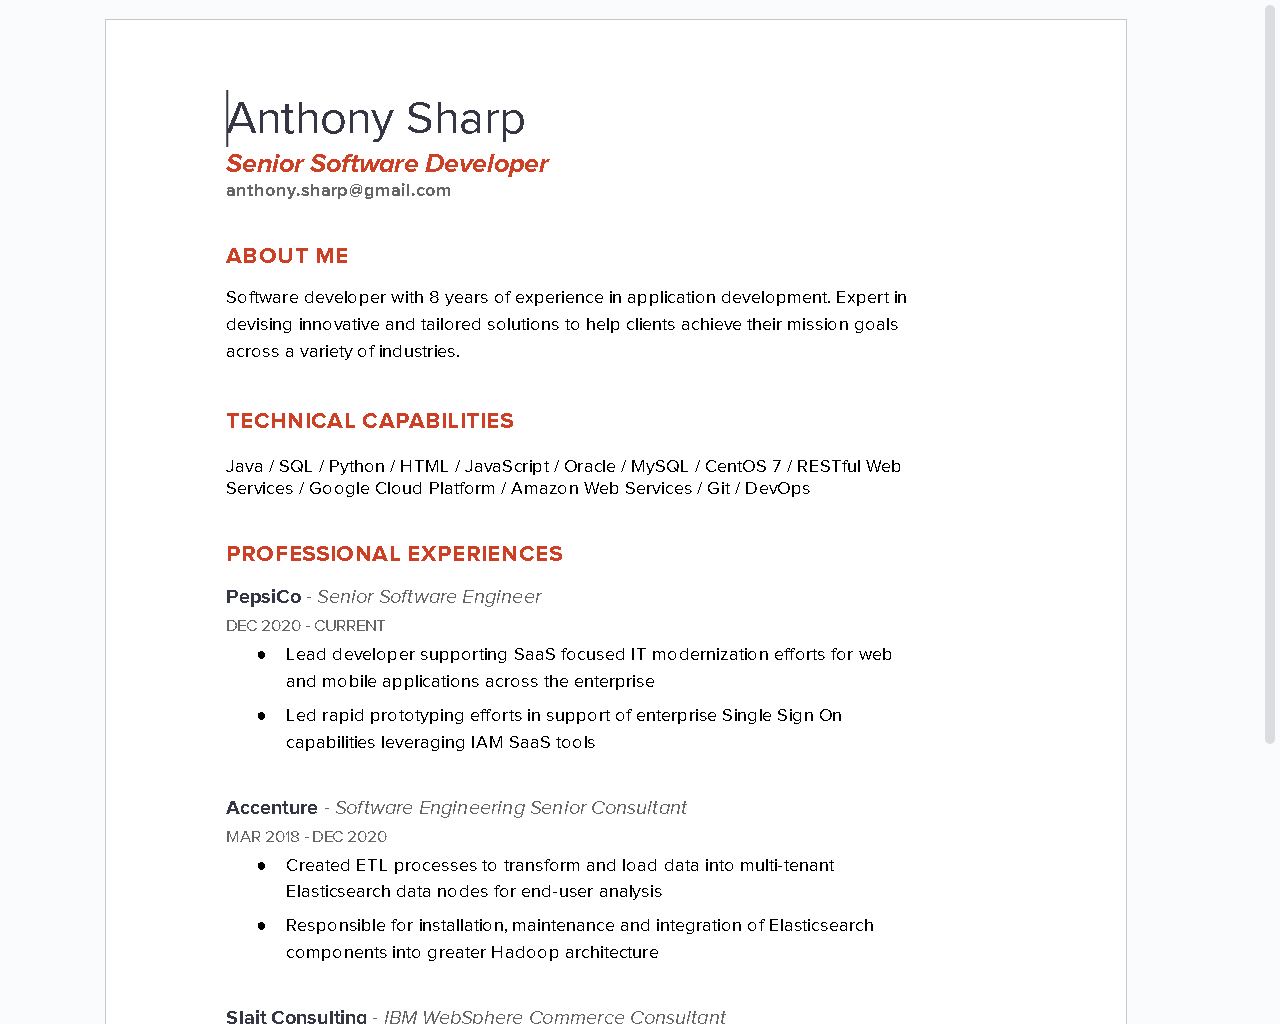 Anthony Sharp
Senior Software Developer
anthony.sharp@gmail.com
ABOUT ME
Software developer with 8 years of experience in application development. Expert in
devising innovative and tailored solutions to help clients achieve their mission goals
across a variety of industries.
TECHNICAL CAPABILITIES
Java / SQL / Python / HTML / JavaScript / Oracle / MySQL / CentOS 7 / RESTful Web
Services / Google Cloud Platform / Amazon Web Services / Git / DevOps
PROFESSIONAL EXPERIENCES
PepsiCo - Senior Software Engineer
DEC 2020 - CURRENT
● Lead developer supporting SaaS focused IT modernization efforts for web
and mobile applications across the enterprise
● Led rapid prototyping efforts in support of enterprise Single Sign On
capabilities leveraging IAM SaaS tools
Accenture - Software Engineering Senior Consultant
MAR 2018 - DEC 2020
● Created ETL processes to transform and load data into multi-tenant
Elasticsearch data nodes for end-user analysis
● Responsible for installation, maintenance and integration of Elasticsearch
components into greater Hadoop architecture
Slait Consulting - IBM WebSphere Commerce Consultant